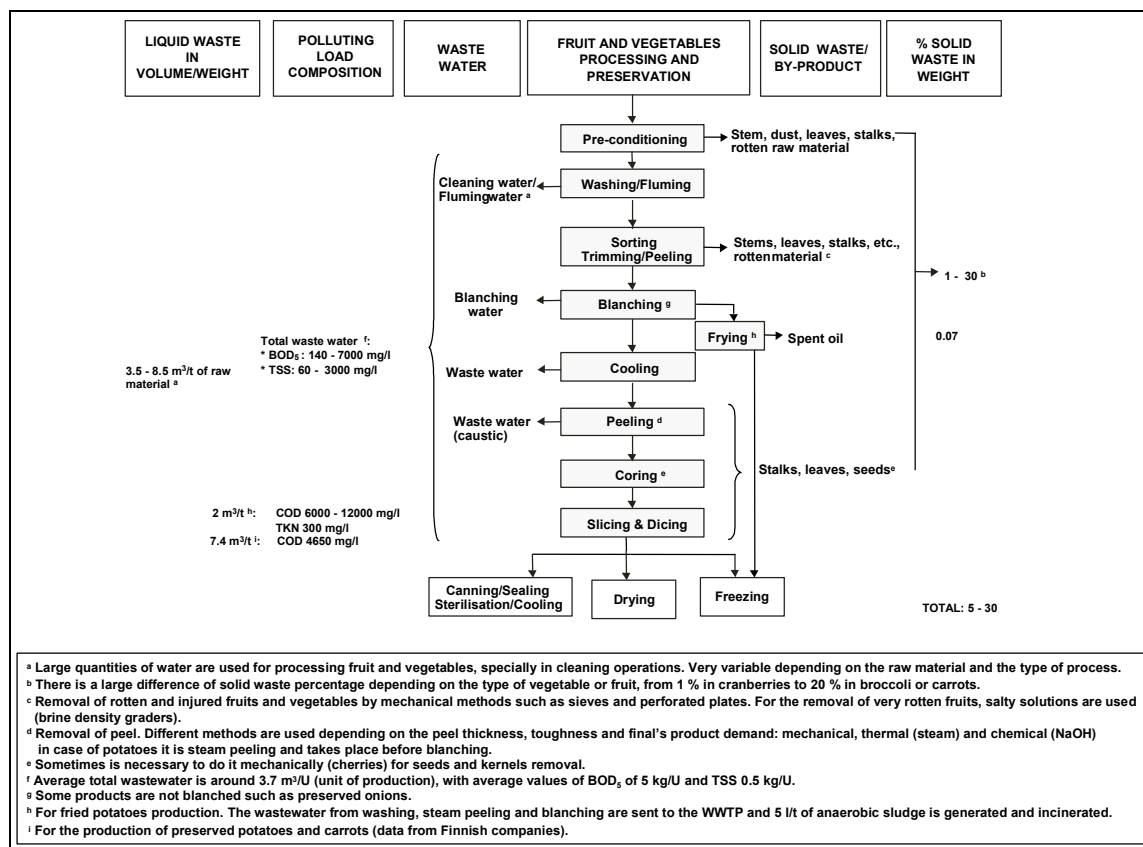 LIQUID WASTE
IN
VOLUME/WEIGHT
POLLUTING
LOAD
COMPOSITION
WASTE
WATER
FRUIT AND VEGETABLES
PROCESSING AND
PRESERVATION
SOLID WASTE/
BY-PRODUCT
% SOLID
WASTE IN
WEIGHT
Pre-conditioning
Stem, dust, leaves, stalks,
rotten raw material
Cleaning water/
Flumingwater ᵃ
Washing/Fluming
Sorting
Trimming/Peeling
Stems, leaves, stalks, etc.,
rottenmaterial ᶜ
1 - 30 ᵇ
Blanching
water
Blanching ᵍ
Frying ʰ
Spent oil
0.07
Total waste water ᶠ:
* BOD₅ : 140 - 7000 mg/l
* TSS: 60 - 3000 mg/l
3.5 - 8.5 m³/t of raw
material ᵃ
Waste water
Cooling
Waste water
(caustic)
Peeling ᵈ
Coring ᵉ
Stalks, leaves, seedsᵉ
Slicing & Dicing
2 m³/t ʰ: COD 6000 - 12000 mg/l
TKN 300 mg/l
7.4 m³/t ⁱ: COD 4650 mg/l
Canning/Sealing
Sterilisation/Cooling
Drying
Freezing
TOTAL: 5 - 30
ᵃ Large quantities of water are used for processing fruit and vegetables, specially in cleaning operations. Very variable depending on the raw material and the type of process.
ᵇ There is a large difference of solid waste percentage depending on the type of vegetable or fruit, from 1 % in cranberries to 20 % in broccoli or carrots.
ᶜ Removal of rotten and injured fruits and vegetables by mechanical methods such as sieves and perforated plates. For the removal of very rotten fruits, salty solutions are used
(brine density graders).
ᵈ Removal of peel. Different methods are used depending on the peel thickness, toughness and final's product demand: mechanical, thermal (steam) and chemical (NaOH)
in case of potatoes it is steam peeling and takes place before blanching.
ᵉ Sometimes is necessary to do it mechanically (cherries) for seeds and kernels removal.
ᶠ Average total wastewater is around 3.7 m³/U (unit of production), with average values of BOD₅ of 5 kg/U and TSS 0.5 kg/U.
ᵍ Some products are not blanched such as preserved onions.
ʰ For fried potatoes production. The wastewater from washing, steam peeling and blanching are sent to the WWTP and 5 l/t of anaerobic sludge is generated and incinerated.
ⁱ For the production of preserved potatoes and carrots (data from Finnish companies).